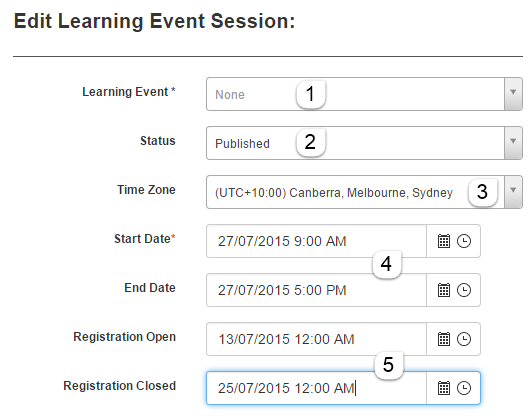 Edit Learning Event Session:
Learning Event * None 1
Status Published 2
Time Zone (UTC+10:00) Canberra, Melbourne, Sydney 3
Start Date* 27/07/2015 9:00 AM
4
End Date 27/07/2015 5:00 PM
Registration Open 13/07/2015 12:00 AM
5
Registration Closed 25/07/2015 12:00 AM